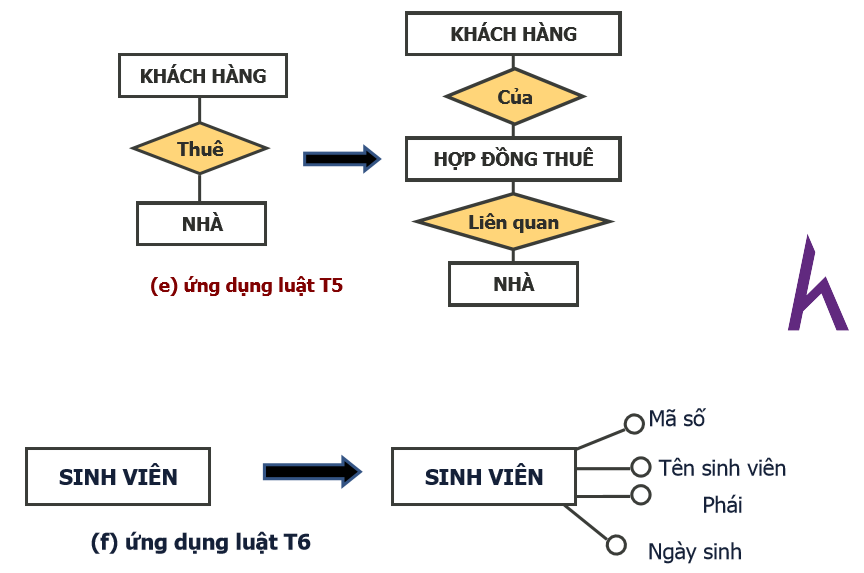 KHÁCH HÀNG
Thuê
NHÀ
KHÁCH HÀNG
Của
HỢP ĐỒNG THUÊ
Liên quan
NHÀ
(e) ứng dụng luật T5
SINH VIÊN
SINH VIÊN
Mã số
Tên sinh viên
Phái
Ngày sinh
(f) ứng dụng luật T6